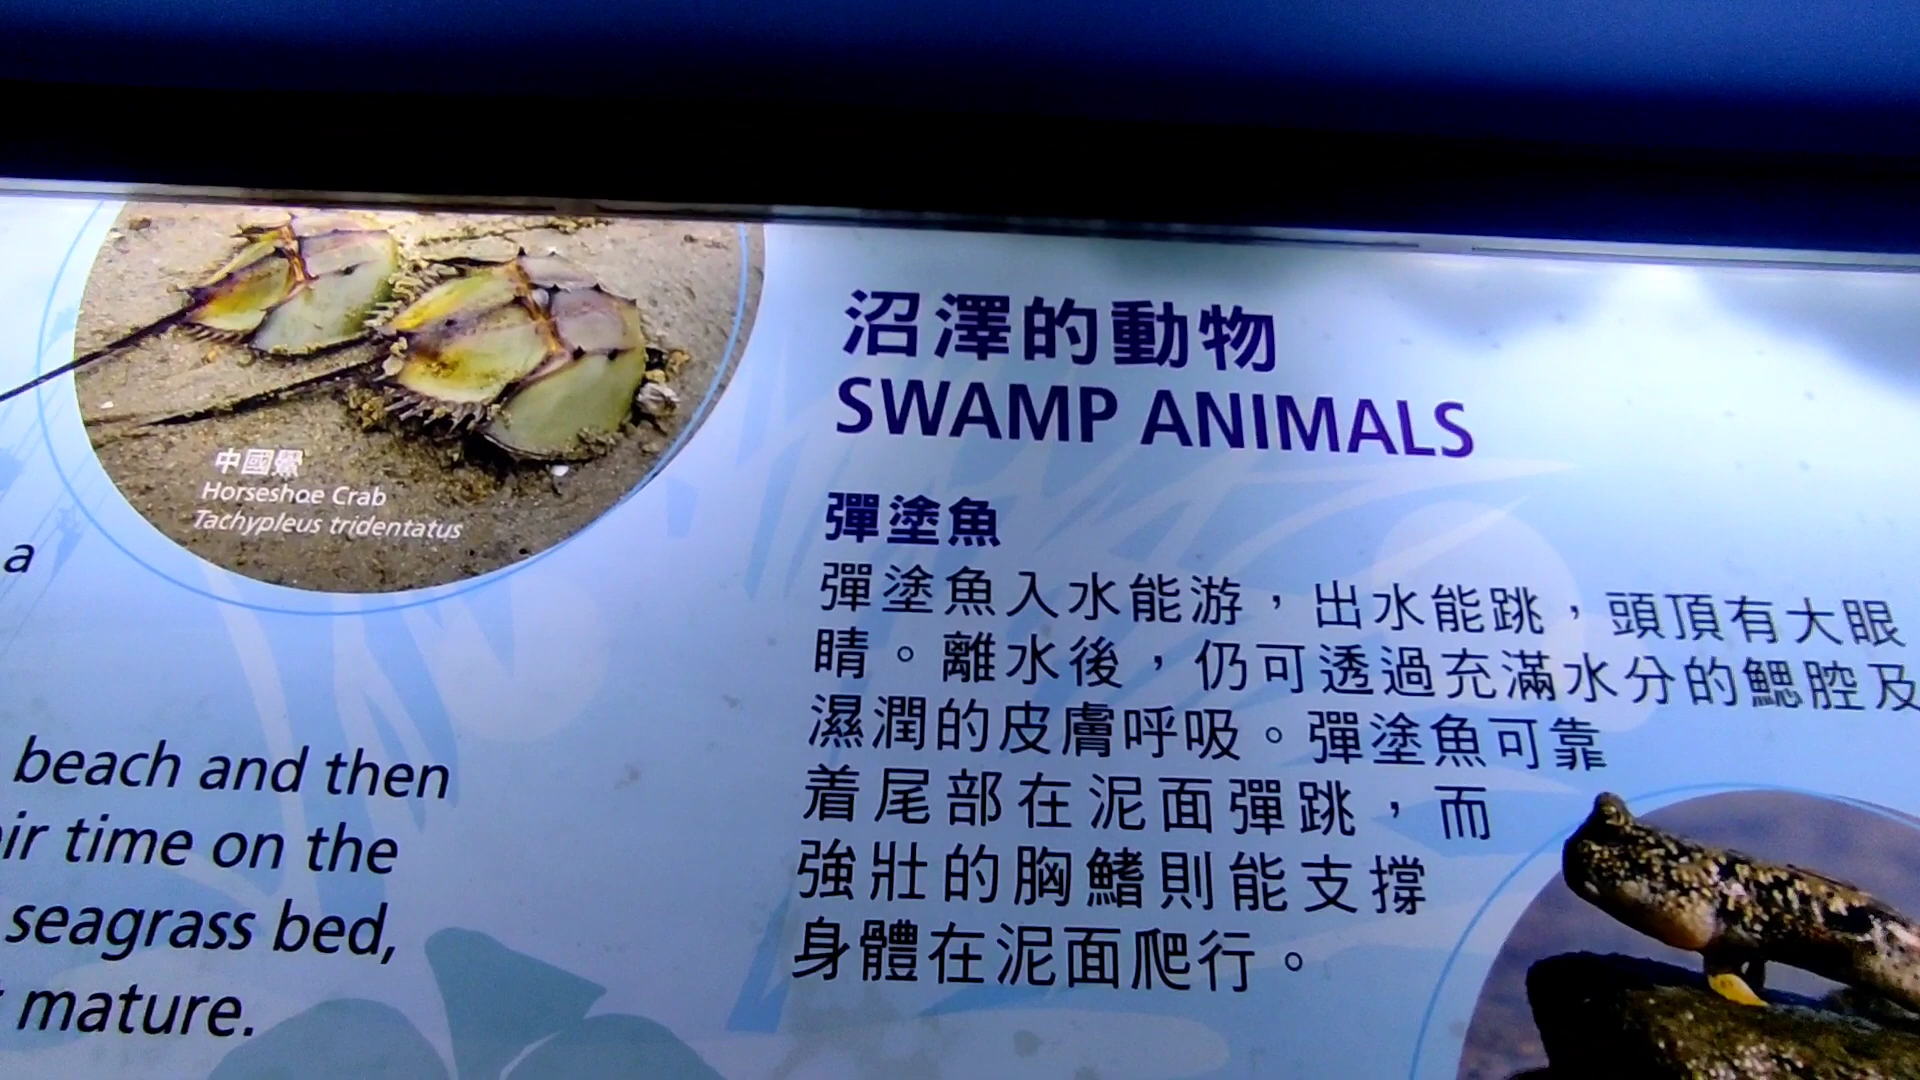 中國鱟
Horseshoe Crab
Tachypleus tridentatus
a
beach and then
ir time on the
seagrass bed,
mature.
沼澤的動物
SWAMP ANIMALS
彈塗魚
彈塗魚入水能游，出水能跳，頭頂有大眼
睛。離水後，仍可透過充滿水分的鰓腔及
濕潤的皮膚呼吸。彈塗魚可靠
着尾部在泥面彈跳，而
強壯的胸鰭則能支撐
身體在泥面爬行。